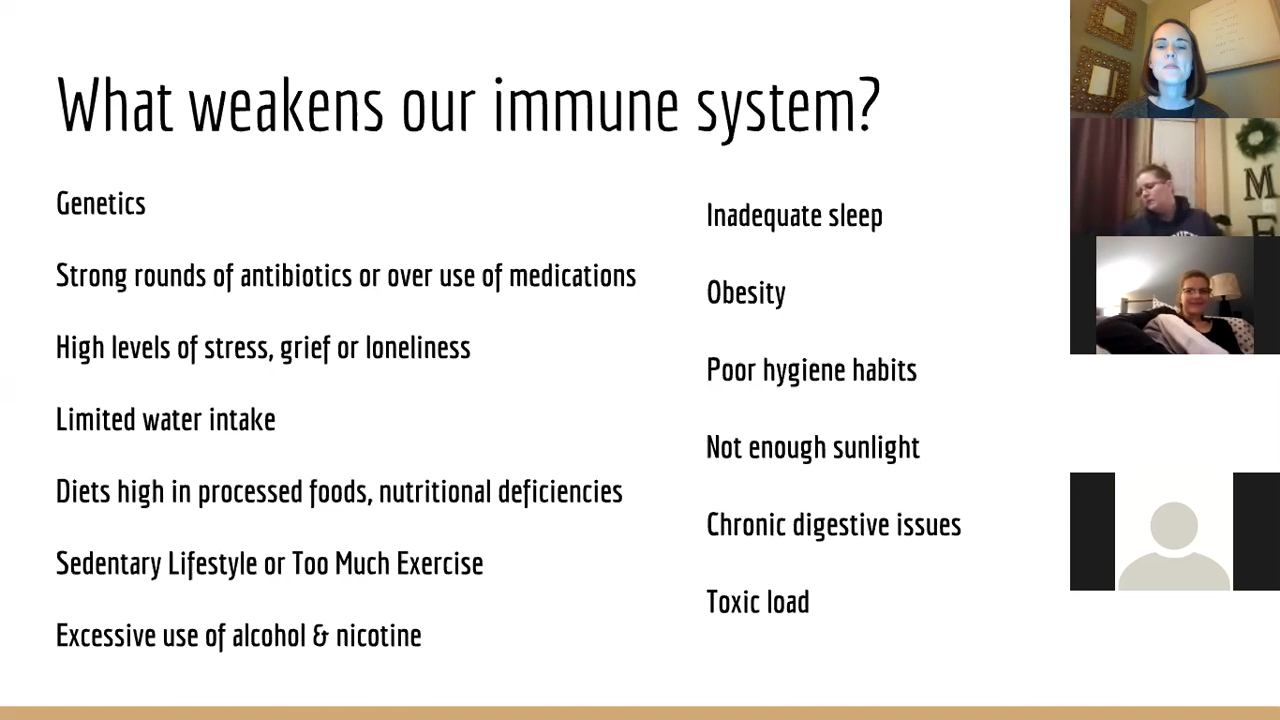 What weakens our immune system?
Genetics
Strong rounds of antibiotics or over use of medications
High levels of stress, grief or loneliness
Limited water intake
Diets high in processed foods, nutritional deficiencies
Sedentary Lifestyle or Too Much Exercise
Excessive use of alcohol & nicotine
Inadequate sleep
Obesity
Poor hygiene habits
Not enough sunlight
Chronic digestive issues
Toxic load
M